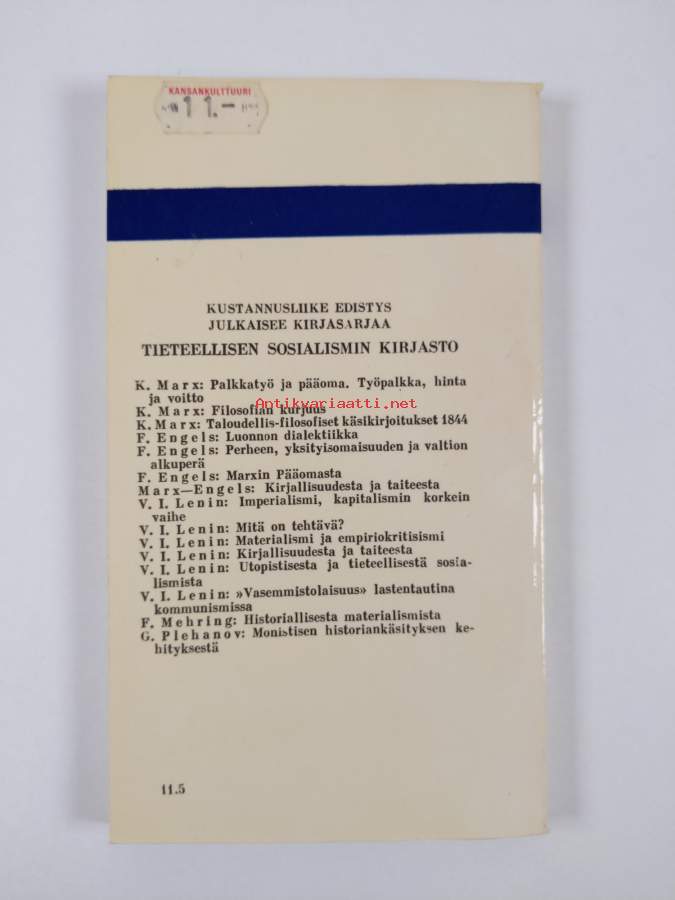 KANSANKULTTUURI
11.–
KUSTANNUSLIIKE EDISTYS
JULKAISEE KIRJASARJAA
TIETEELLISEN SOSIALISMIN KIRJASTO
K. Marx: Palkkatyö ja pääoma. Työpalkka, hinta
ja voitto
K. Marx: Filosofian kurjuus
Antikvariaatti.net
K. Marx: Taloudellis-filosofiset käsikirjoitukset 1844
F. Engels: Luonnon dialektiikka
F. Engels: Perheen, yksityisomaisuuden ja valtion
alkuperä
F. Engels: Marxin Pääomasta
Marx—Engels: Kirjallisuudesta ja taiteesta
V. I. Lenin: Imperialismi, kapitalismin korkein
vaihe
V. I. Lenin: Mitä on tehtävä?
V. I. Lenin: Materialismi ja empiriokritisismi
V. I. Lenin: Kirjallisuudesta ja taiteesta
V. I. Lenin: Utopistisesta ja tieteellisestä sosia-
lismista
V. I. Lenin: »Vasemmistolaisuus» lastentautina
kommunismissa
F. Mehring: Historiallisesta materialismista
G. Plehanov: Monistisen historiankäsityksen ke-
hityksestä
11.5